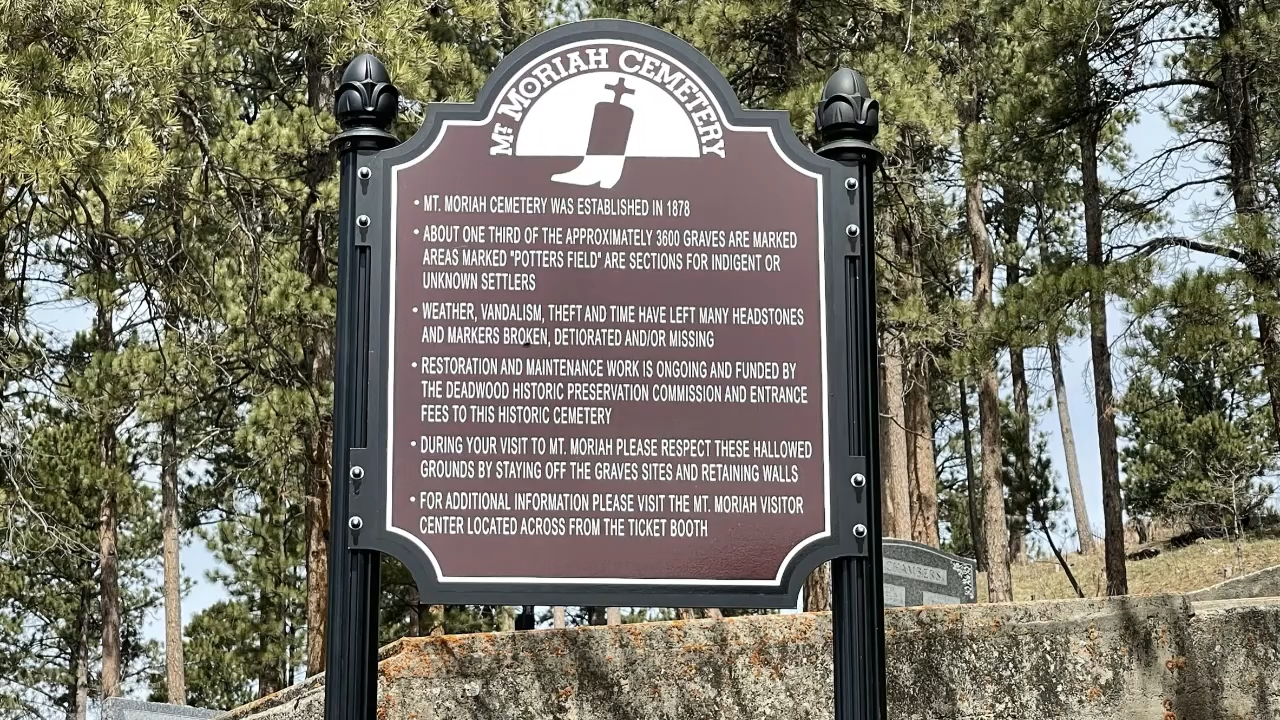 MT. MORIAH CEMETERY
• MT. MORIAH CEMETERY WAS ESTABLISHED IN 1878
• ABOUT ONE THIRD OF THE APPROXIMATELY 3600 GRAVES ARE MARKED
AREAS MARKED "POTTERS FIELD" ARE SECTIONS FOR INDIGENT OR
UNKNOWN SETTLERS
• WEATHER, VANDALISM, THEFT AND TIME HAVE LEFT MANY HEADSTONES
AND MARKERS BROKEN, DETIORATED AND/OR MISSING
• RESTORATION AND MAINTENANCE WORK IS ONGOING AND FUNDED BY
THE DEADWOOD HISTORIC PRESERVATION COMMISSION AND ENTRANCE
FEES TO THIS HISTORIC CEMETERY
• DURING YOUR VISIT TO MT. MORIAH PLEASE RESPECT THESE HALLOWED
GROUNDS BY STAYING OFF THE GRAVES SITES AND RETAINING WALLS
• FOR ADDITIONAL INFORMATION PLEASE VISIT THE MT. MORIAH VISITOR
CENTER LOCATED ACROSS FROM THE TICKET BOOTH
CHAMBERS